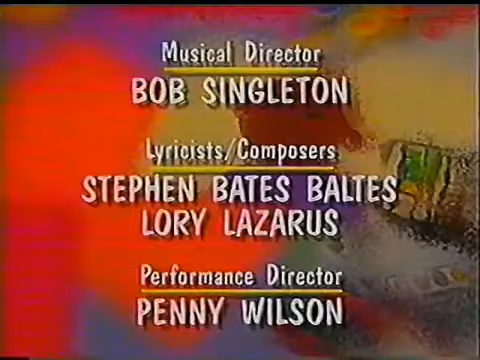 Musical Director
BOB SINGLETON
Lyricists/Composers
STEPHEN BATES BALTES
LORY LAZARUS
Performance Director
PENNY WILSON